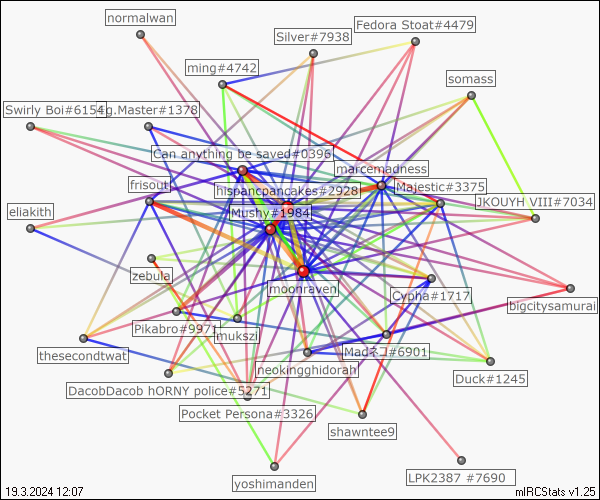 normalwan
Fedora Stoat#4479
Silver#7938
ming#4742
somass
Swirly Boi#6154
g.Master#1378
Can anything be saved#0396
marcemadness
frisout
hispancpancakes#2928
Majestic#3375
JKOUYH VIII#7034
eliakith
Mushy#1984
zebula
moonraven
Cypha#1717
bigcitysamurai
Pikabro#9971
mukszi
thesecondtwat
neokingghidorah
Madネコ#6901
DacobDacob hORNY police#5271
Duck#1245
Pocket Persona#3326
shawntee9
yoshimanden
LPK2387 #7690
19.3.2024 12:07
mIRCStats v1.25